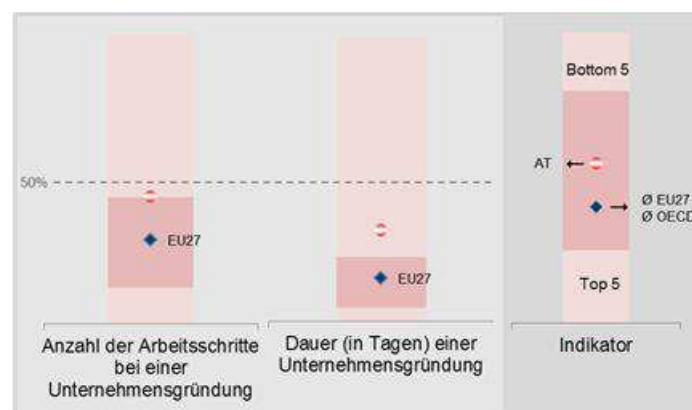 50%
EU27
EU27
Anzahl der Arbeitsschritte
bei einer
Unternehmensgründung
Dauer (in Tagen) einer
Unternehmensgründung
Bottom 5
AT
Ø EU27
Ø OECD
Top 5
Indikator